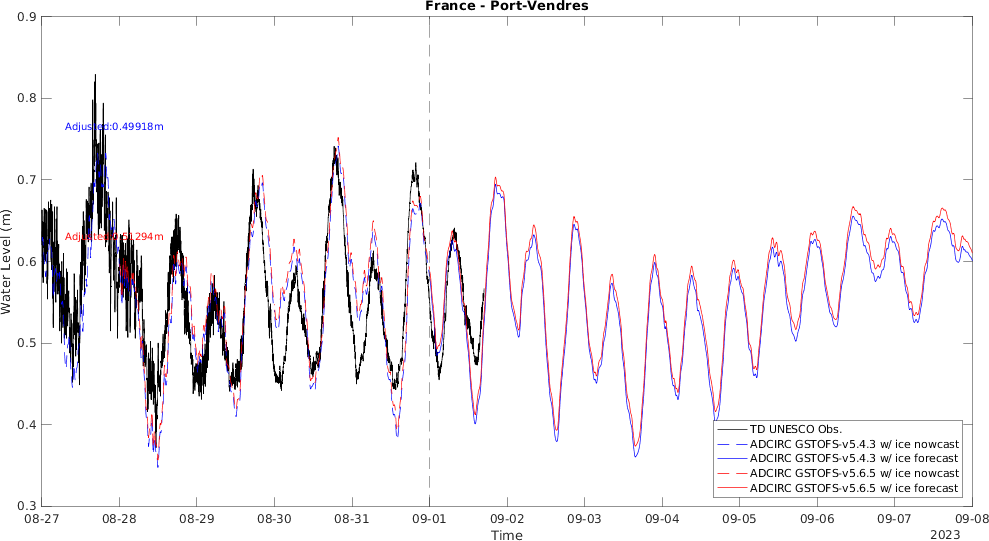 France - Port-Vendres
Water Level (m)
0.9
0.8
0.7
0.6
0.5
0.4
0.3
Adjusted:0.49918m
08-27
08-28
08-29
08-30
08-31
09-01
09-02
09-03
09-04
09-05
09-06
09-07
09-08
Time
2023
TD UNESCO Obs.
ADCIRC GSTOFS-v5.4.3 w/ ice nowcast
ADCIRC GSTOFS-v5.4.3 w/ ice forecast
ADCIRC GSTOFS-v5.6.5 w/ ice nowcast
ADCIRC GSTOFS-v5.6.5 w/ ice forecast